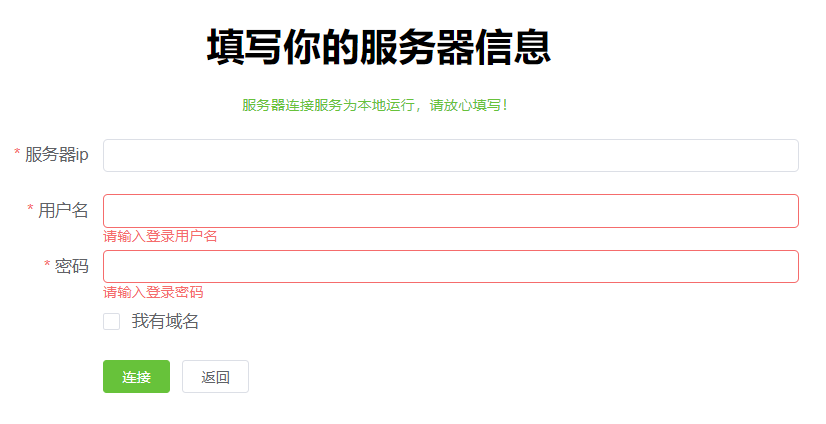 填写你的服务器信息
服务器连接服务为本地运行，请放心填写！
* 服务器ip
* 用户名
请输入登录用户名
* 密码
请输入登录密码
我有域名
连接 返回